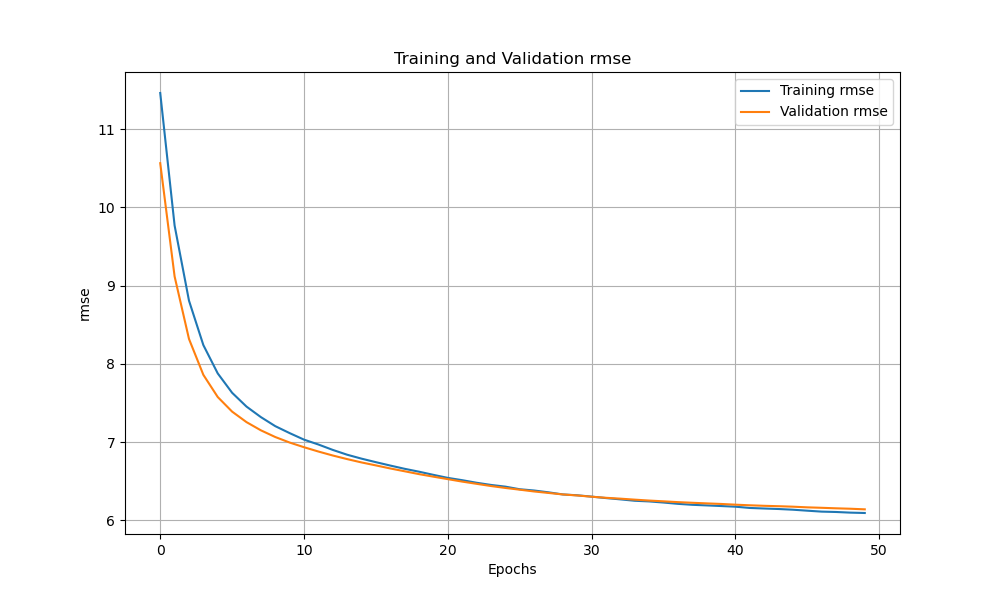 Training and Validation rmse
Training rmse
Validation rmse
rmse
11
10
9
8
7
6
0 10 20 30 40 50
Epochs